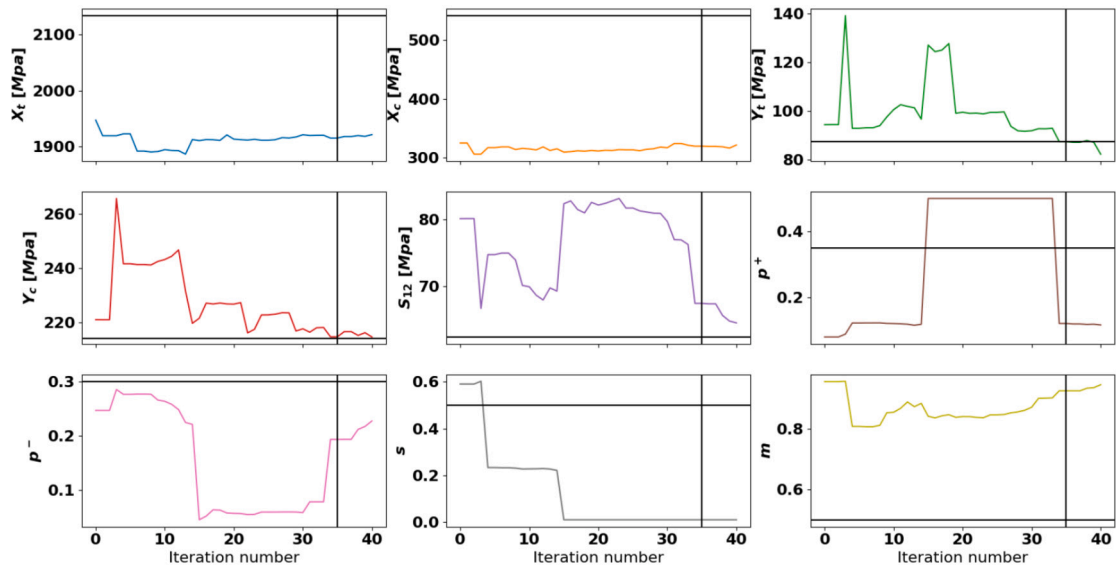 2100
2000
1900
X_t [Mpa]
500
400
300
X_c [Mpa]
140
120
100
80
Y_t [Mpa]
260
240
220
Y_c [Mpa]
80
70
S_12 [Mpa]
0.4
0.2
p^+
0.3
0.2
0.1
p^-
0 10 20 30 40
Iteration number
0.6
0.4
0.2
0.0
s
0 10 20 30 40
Iteration number
0.8
0.6
m
0 10 20 30 40
Iteration number